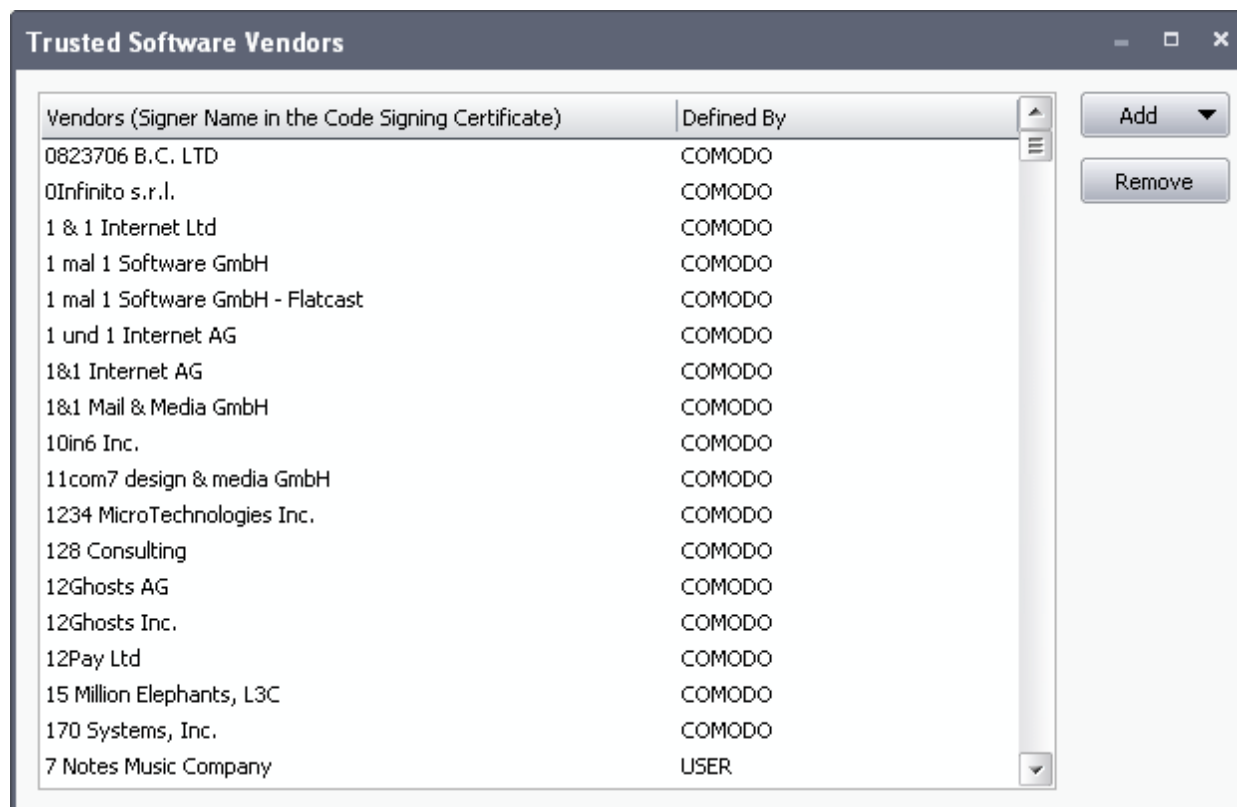 Trusted Software Vendors
Vendors (Signer Name in the Code Signing Certificate) Defined By
Add
0823706 B.C. LTD COMODO
0Infinito s.r.l. COMODO
Remove
1 & 1 Internet Ltd COMODO
1 mal 1 Software GmbH COMODO
1 mal 1 Software GmbH - Flatcast COMODO
1 und 1 Internet AG COMODO
1&1 Internet AG COMODO
1&1 Mail & Media GmbH COMODO
10in6 Inc. COMODO
11com7 design & media GmbH COMODO
1234 MicroTechnologies Inc. COMODO
128 Consulting COMODO
12Ghosts AG COMODO
12Ghosts Inc. COMODO
12Pay Ltd COMODO
15 Million Elephants, L3C COMODO
170 Systems, Inc. COMODO
7 Notes Music Company USER